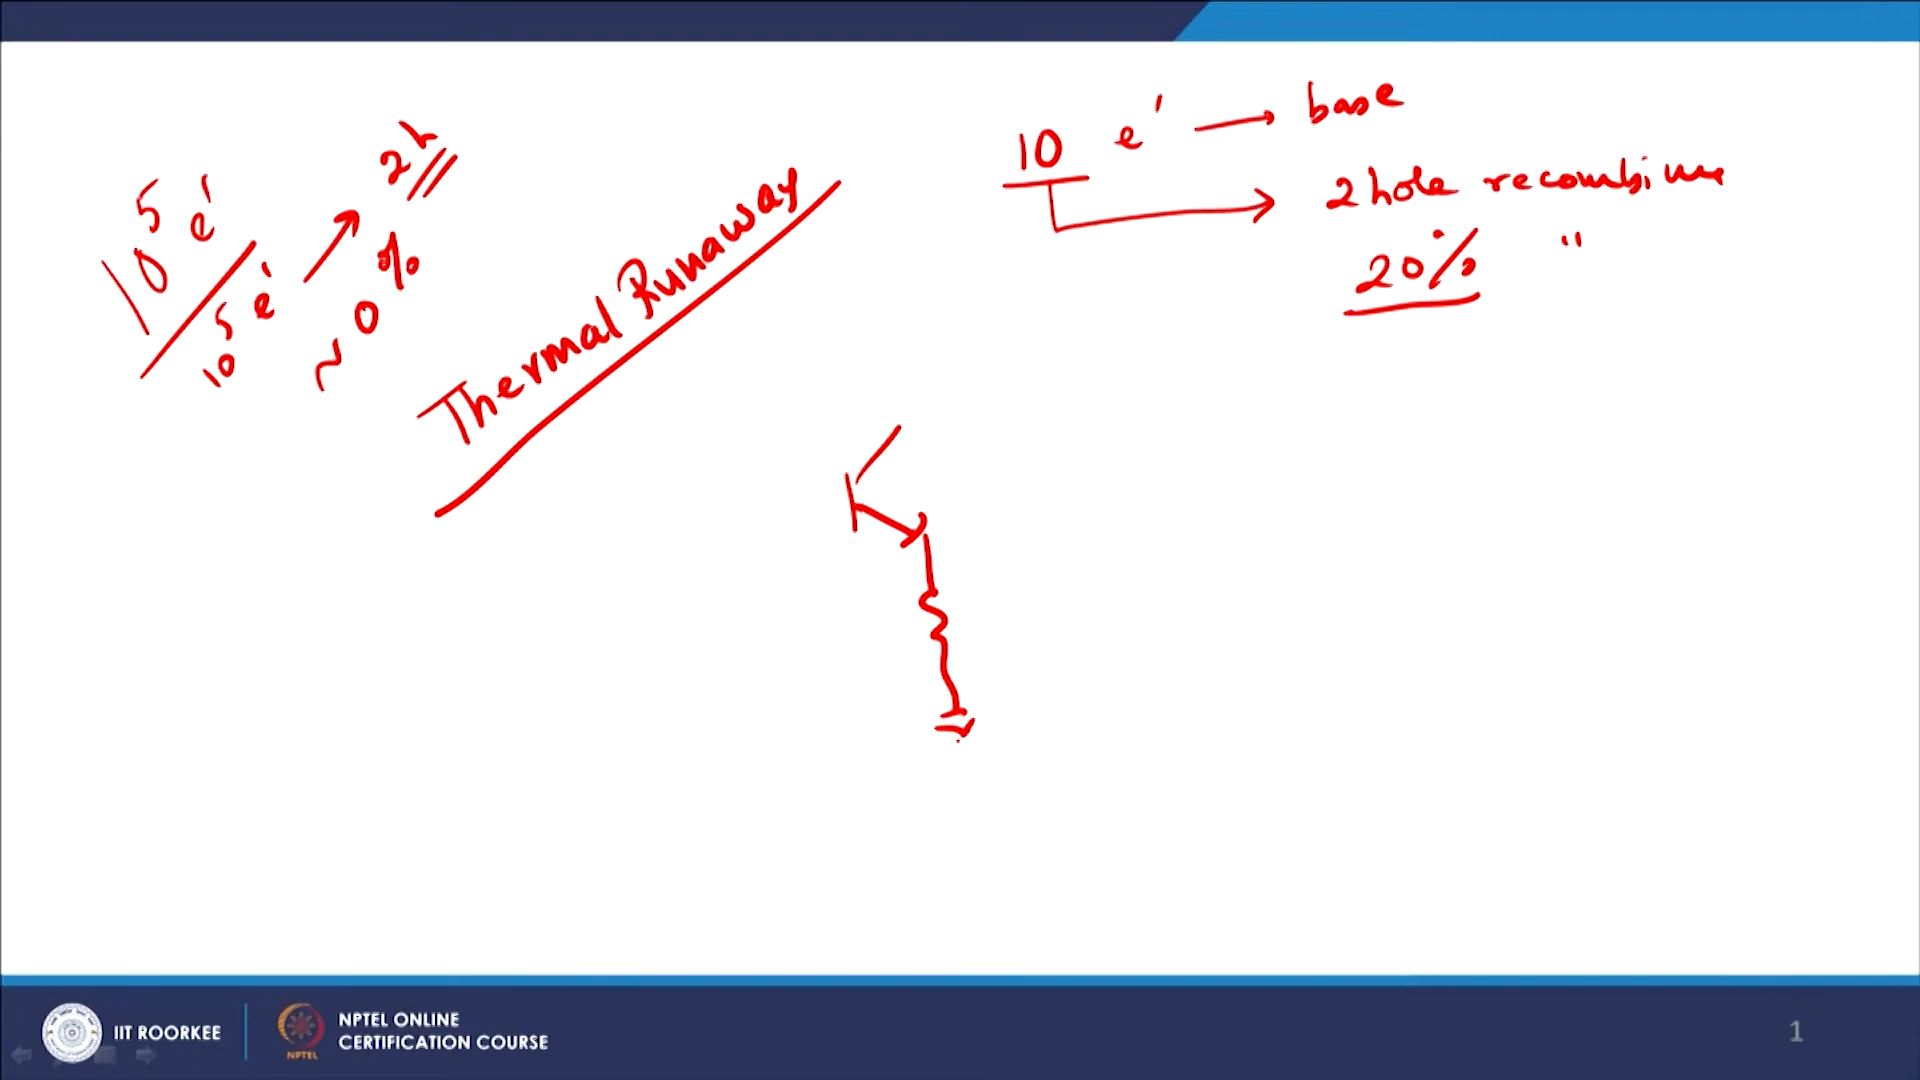 10⁵ e'
10⁵ e' → 2h
~ 0 %
Thermal Runaway
10 e' → base
→ 2 hole recombine
20% "
IIT ROORKEE
NPTEL
NPTEL ONLINE
CERTIFICATION COURSE
1